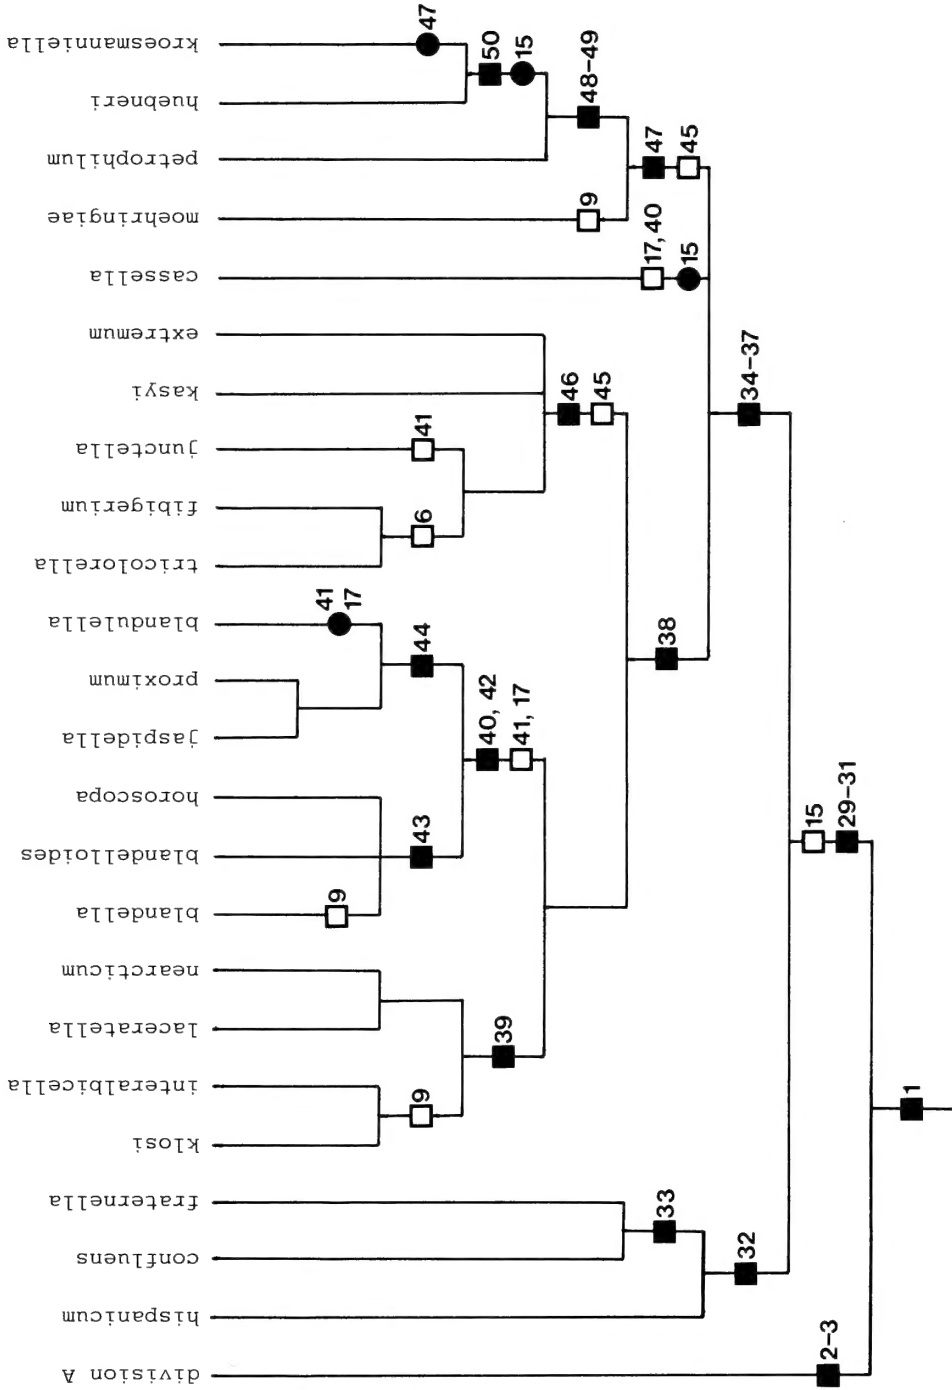 kroesmanniella
huebneri
petrophilum
moehringiae
cassella
extremum
kasyi
junctella
fibigerium
tricolorella
blandulella
proximum
jaspidella
horoscopa
blandelloides
blandella
nearcticum
laceratella
interalbicella
klosi
fraternella
confluens
hispanicum
division A
47
50
15
48-49
47
45
9
17, 40
15
46
45
41
6
34-37
41
17
44
38
40, 42
41, 17
43
9
15
29-31
39
9
33
32
1
2-3